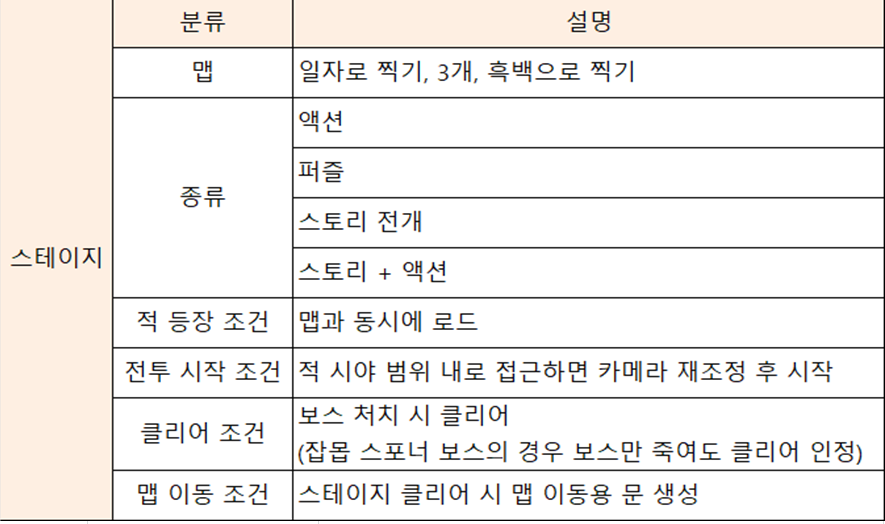 분류 설명
스테이지
맵 일자로 찍기, 3개, 흑백으로 찍기
종류 액션
퍼즐
스토리 전개
스토리 + 액션
적 등장 조건 맵과 동시에 로드
전투 시작 조건 적 시야 범위 내로 접근하면 카메라 재조정 후 시작
클리어 조건 보스 처치 시 클리어
(잡몹 스포너 보스의 경우 보스만 죽여도 클리어 인정)
맵 이동 조건 스테이지 클리어 시 맵 이동용 문 생성